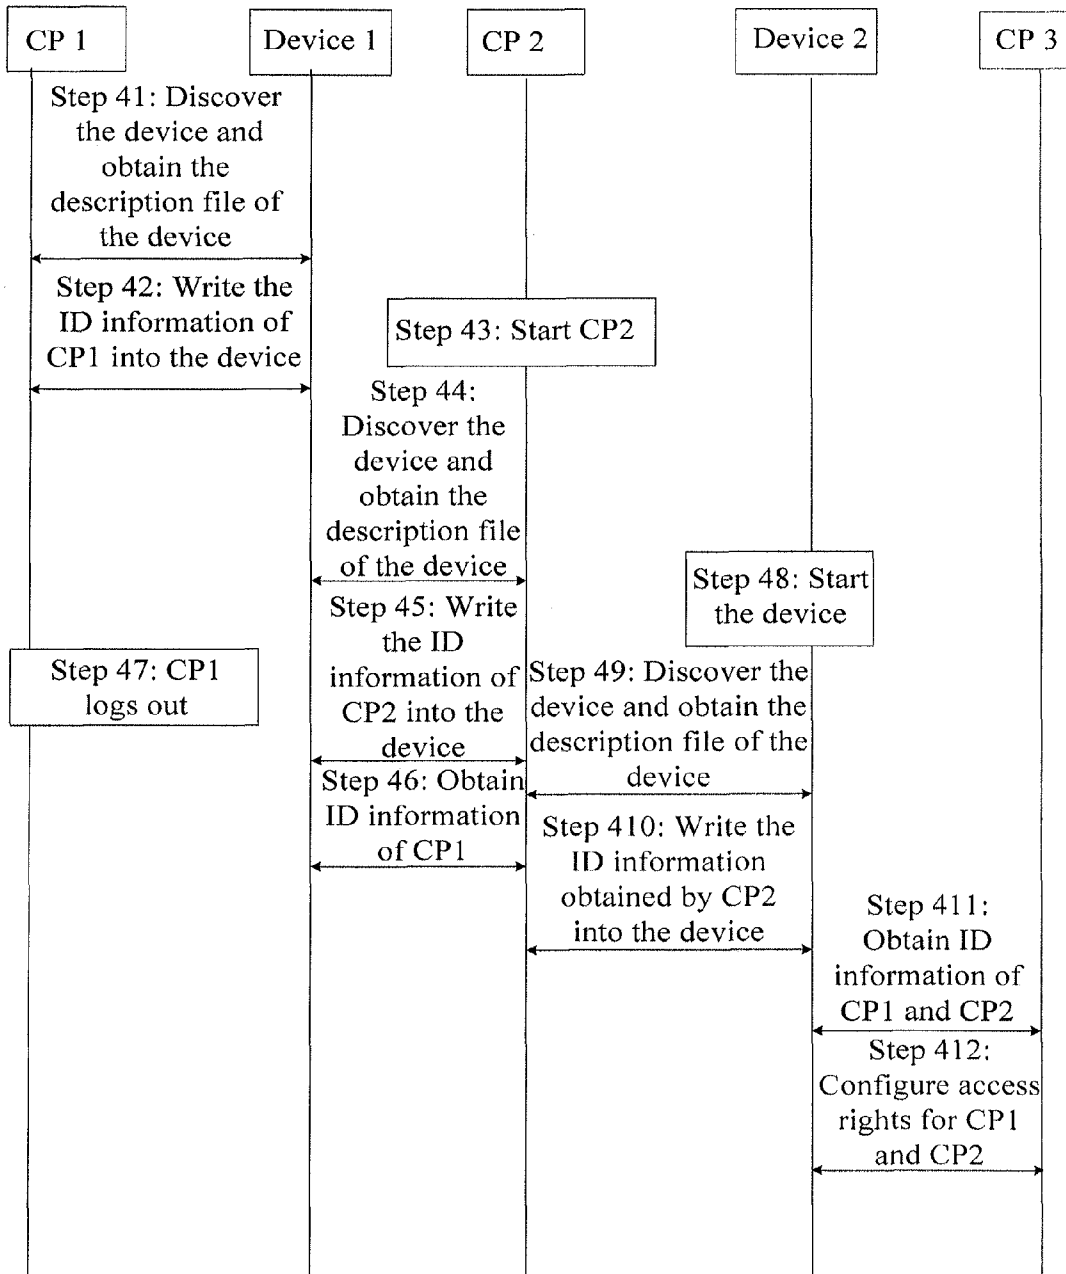 CP 1
Device 1
CP 2
Device 2
CP 3
Step 41: Discover
the device and
obtain the
description file of
the device
Step 42: Write the
ID information of
CP1 into the device
Step 43: Start CP2
Step 44:
Discover the
device and
obtain the
description file
of the device
Step 45: Write
the ID
information of
CP2 into the
device
Step 46: Obtain
ID information
of CP1
Step 47: CP1
logs out
Step 48: Start
the device
Step 49: Discover the
device and obtain the
description file of the
device
Step 410: Write the
ID information
obtained by CP2
into the device
Step 411:
Obtain ID
information of
CP1 and CP2
Step 412:
Configure access
rights for CP1
and CP2